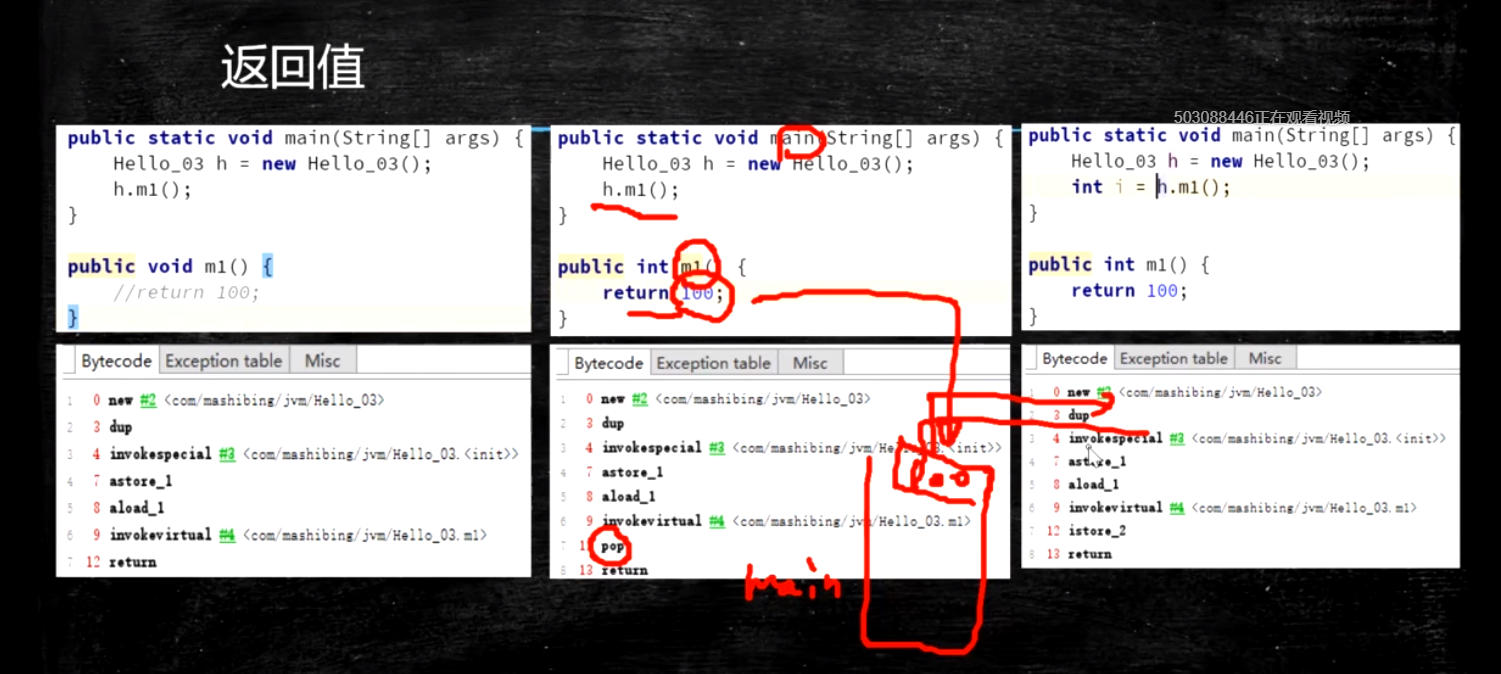 返回值
503088446正在观看视频
public static void main(String[] args) {
    Hello_03 h = new Hello_03();
    h.m1();
}
public void m1() {
    //return 100;
}
public static void main(String[] args) {
    Hello_03 h = new Hello_03();
    h.m1();
}
public int m1() {
    return 100;
}
public static void main(String[] args) {
    Hello_03 h = new Hello_03();
    int i = h.m1();
}
public int m1() {
    return 100;
}
Bytecode Exception table Misc
1 0 new #2 <com/mashibing/jvm/Hello_03>
2 3 dup
3 4 invokespecial #3 <com/mashibing/jvm/Hello_03.<init>>
4 7 astore_1
5 8 aload_1
6 9 invokevirtual #4 <com/mashibing/jvm/Hello_03.m1>
7 12 return
Bytecode Exception table Misc
1 0 new #2 <com/mashibing/jvm/Hello_03>
2 3 dup
3 4 invokespecial #3 <com/mashibing/jvm/Hello_03.<init>>
4 7 astore_1
5 8 aload_1
6 9 invokevirtual #4 <com/mashibing/jvm/Hello_03.m1>
7 12 pop
8 13 return
main
Bytecode Exception table Misc
1 0 new #2 <com/mashibing/jvm/Hello_03>
2 3 dup
3 4 invokespecial #3 <com/mashibing/jvm/Hello_03.<init>>
4 7 astore_1
5 8 aload_1
6 9 invokevirtual #4 <com/mashibing/jvm/Hello_03.m1>
7 12 istore_2
8 13 return